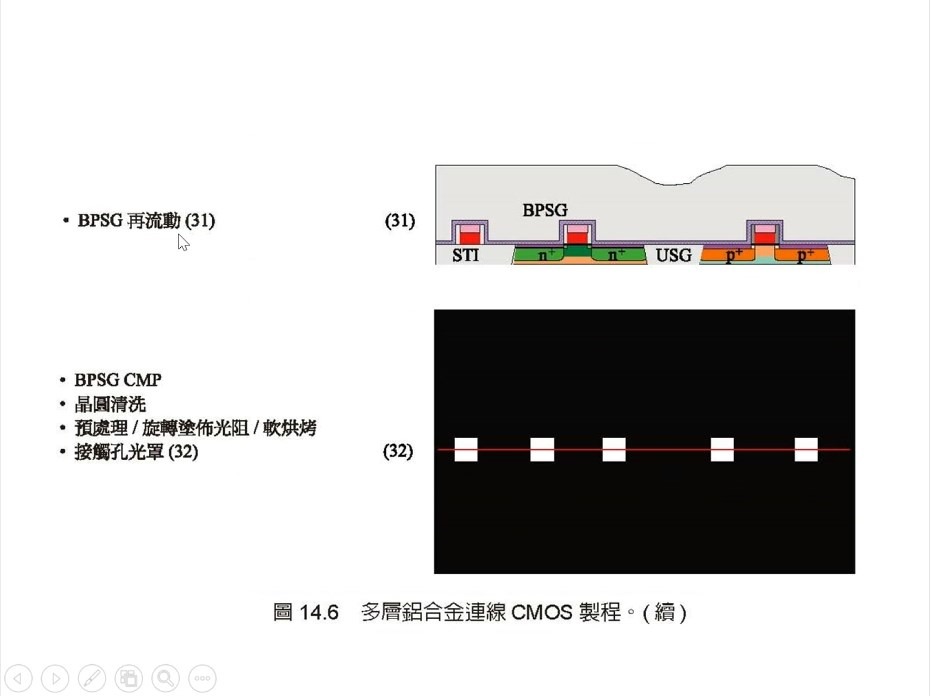 • BPSG 再流動 (31)
(31)
BPSG
STI
n⁺
n⁺
USG
p⁺
p⁺
• BPSG CMP
• 晶圓清洗
• 預處理 / 旋轉塗佈光阻 / 軟烘烤
• 接觸孔光罩 (32)
(32)
圖 14.6 多層鋁合金連線 CMOS 製程。( 續 )